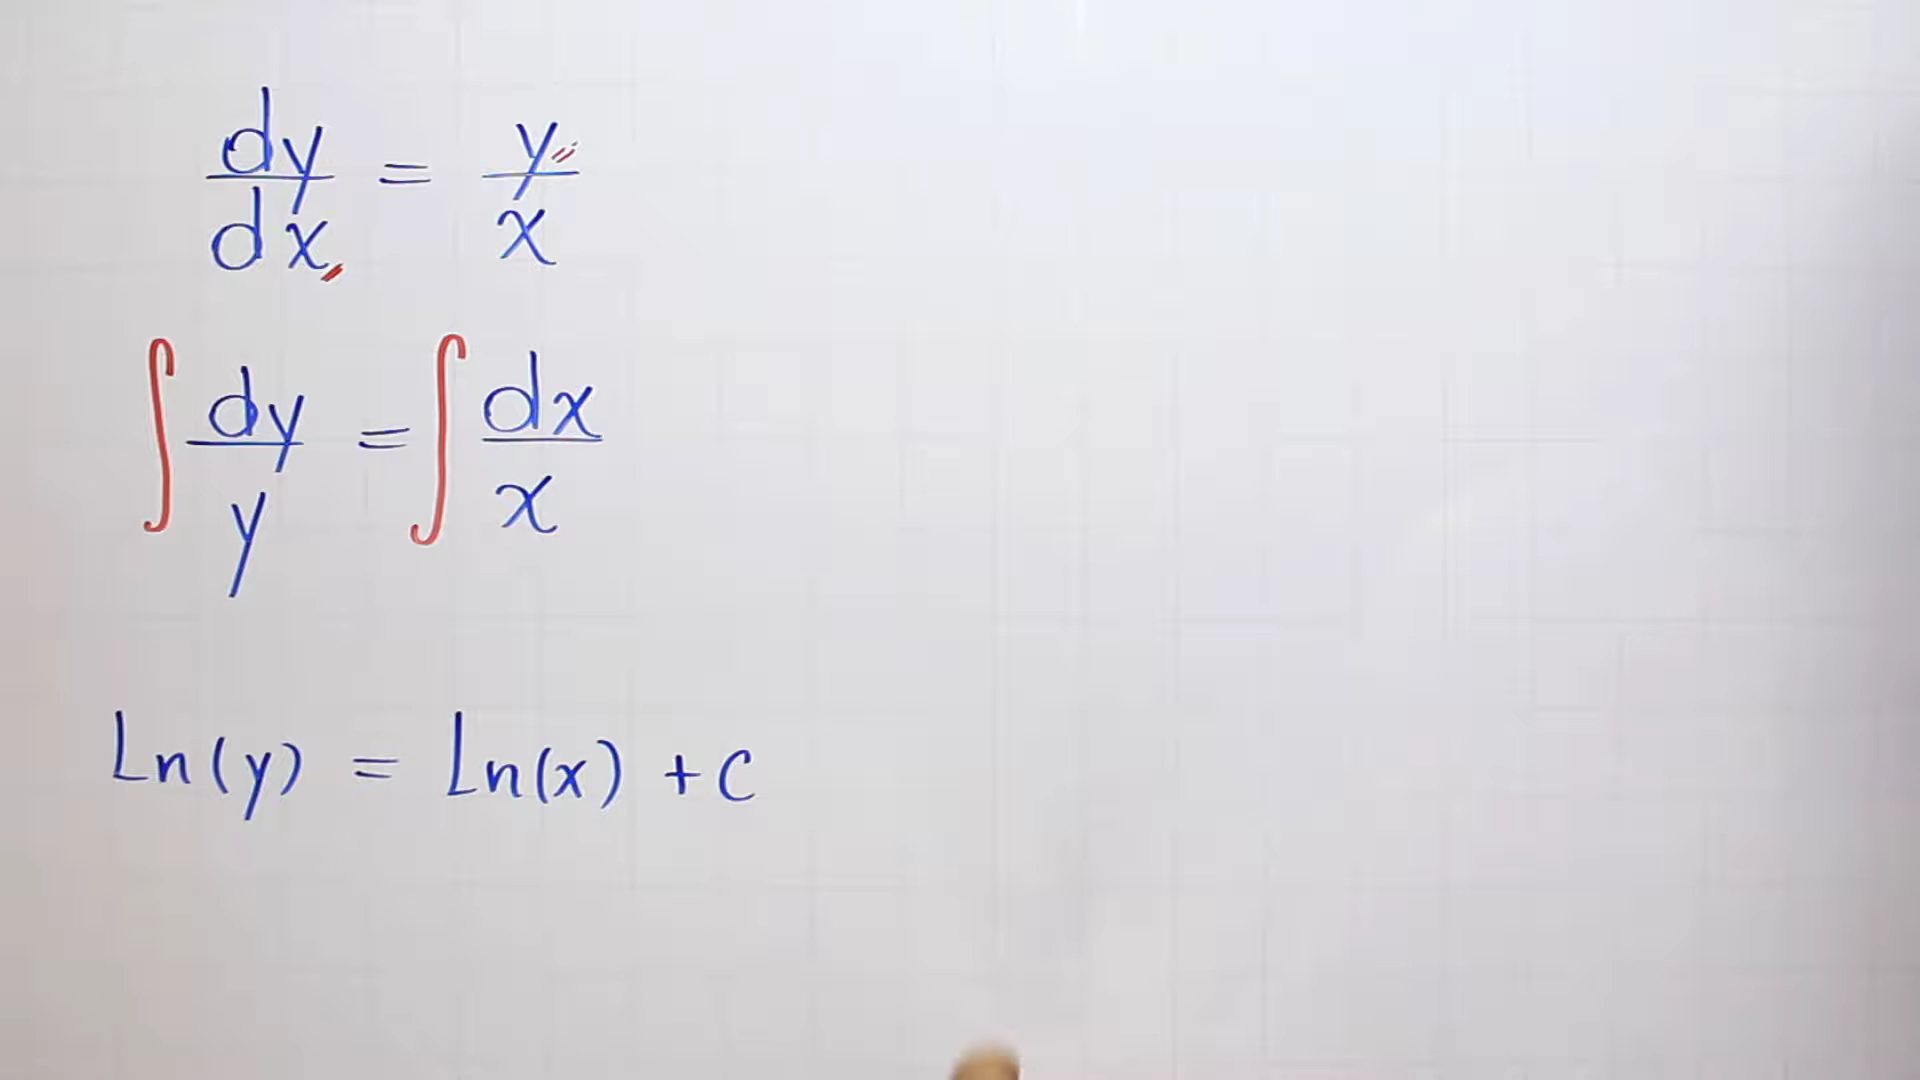 dy/dx = y/x
∫ dy/y = ∫ dx/x
Ln(y) = Ln(x) + C